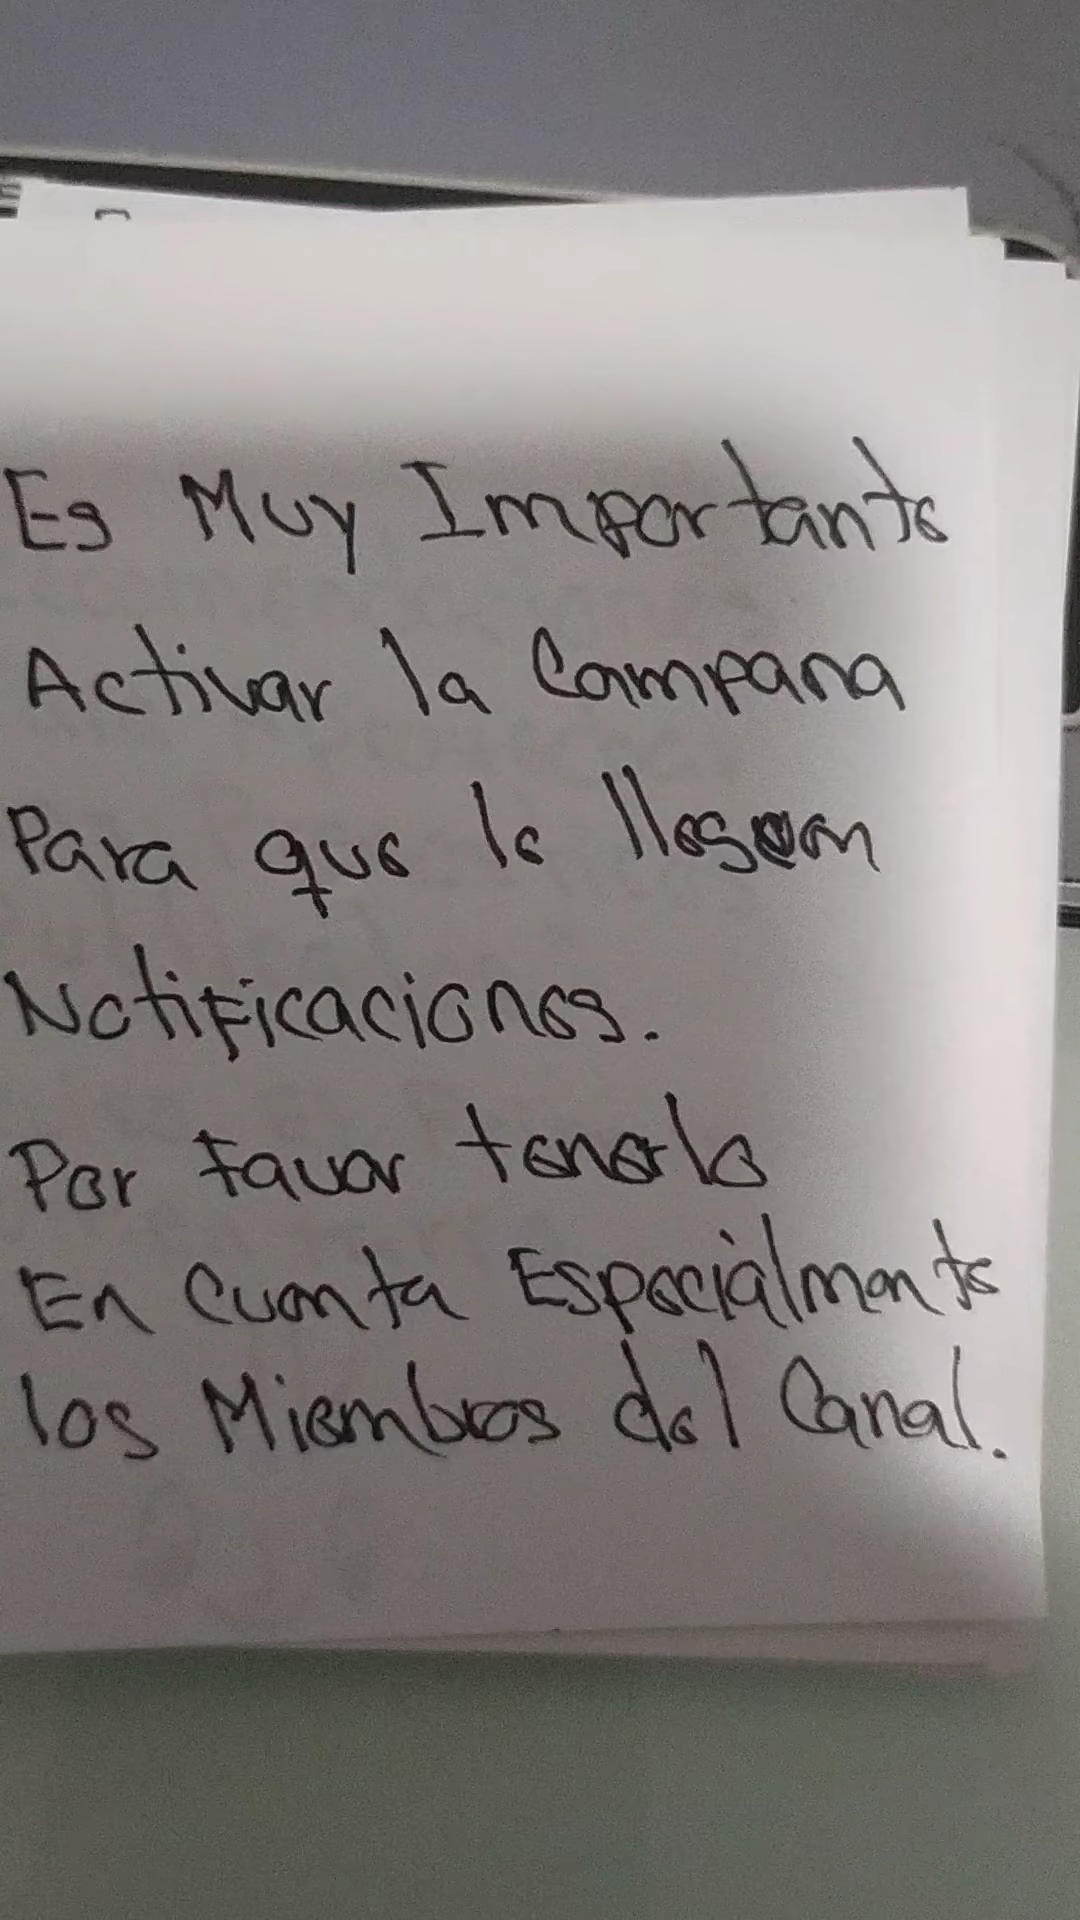 Es Muy Importante
Activar la Campana
Para que le llegan
Notificaciones.
Por favor tenerlo
En Cuenta Especialmente
los Miembros del Canal.